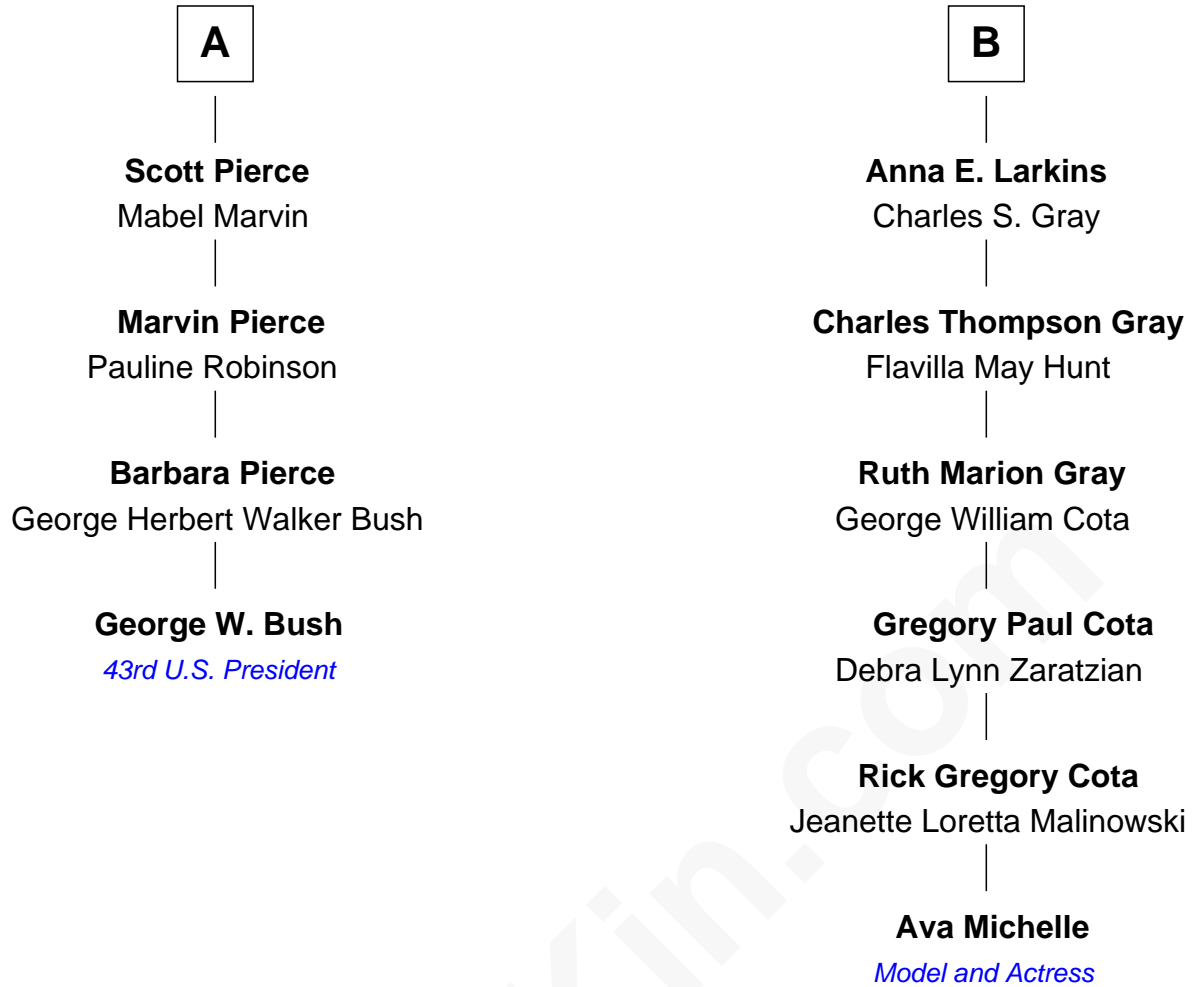 A
Scott Pierce
Mabel Marvin
Marvin Pierce
Pauline Robinson
Barbara Pierce
George Herbert Walker Bush
George W. Bush
43rd U.S. President
B
Anna E. Larkins
Charles S. Gray
Charles Thompson Gray
Flavilla May Hunt
Ruth Marion Gray
George William Cota
Gregory Paul Cota
Debra Lynn Zaratzian
Rick Gregory Cota
Jeanette Loretta Malinowski
Ava Michelle
Model and Actress